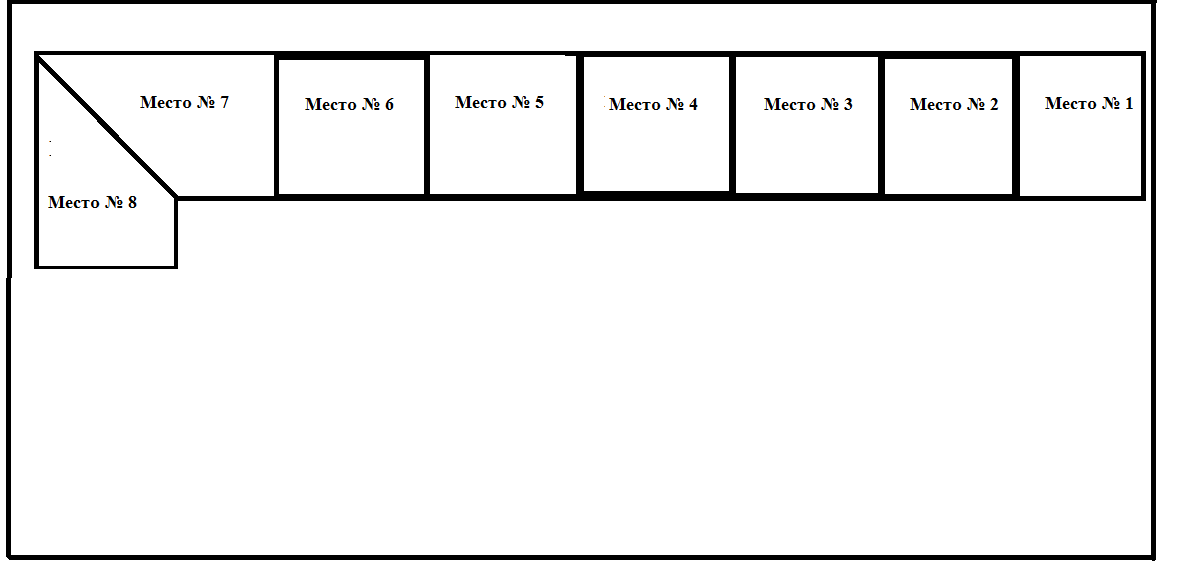 Место № 7
Место № 6
Место № 5
Место № 4
Место № 3
Место № 2
Место № 1
Место № 8